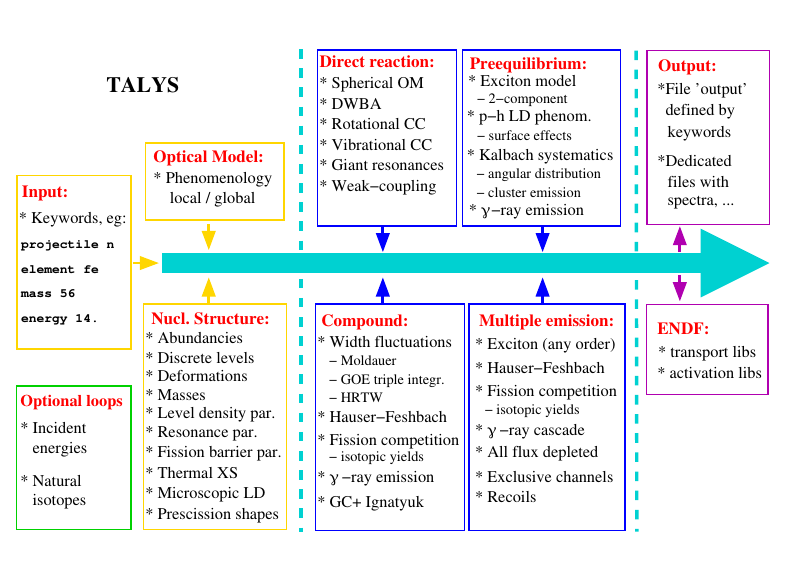 TALYS
Input:
* Keywords, eg:
projectile n
element fe
mass 56
energy 14.
Optional loops
* Incident
energies
* Natural
isotopes
Optical Model:
* Phenomenology
local / global
Nucl. Structure:
* Abundancies
* Discrete levels
* Deformations
* Masses
* Level density par.
* Resonance par.
* Fission barrier par.
* Thermal XS
* Microscopic LD
* Prescission shapes
Direct reaction:
* Spherical OM
* DWBA
* Rotational CC
* Vibrational CC
* Giant resonances
* Weak−coupling
Compound:
* Width fluctuations
− Moldauer
− GOE triple integr.
− HRTW
* Hauser−Feshbach
* Fission competition
− isotopic yields
* γ −ray emission
* GC+ Ignatyuk
Preequilibrium:
* Exciton model
− 2−component
* p−h LD phenom.
− surface effects
* Kalbach systematics
− angular distribution
− cluster emission
* γ−ray emission
Multiple emission:
* Exciton (any order)
* Hauser−Feshbach
* Fission competition
− isotopic yields
* γ −ray cascade
* All flux depleted
* Exclusive channels
* Recoils
Output:
*File ’output’
defined by
keywords
*Dedicated
files with
spectra, ...
ENDF:
* transport libs
* activation libs